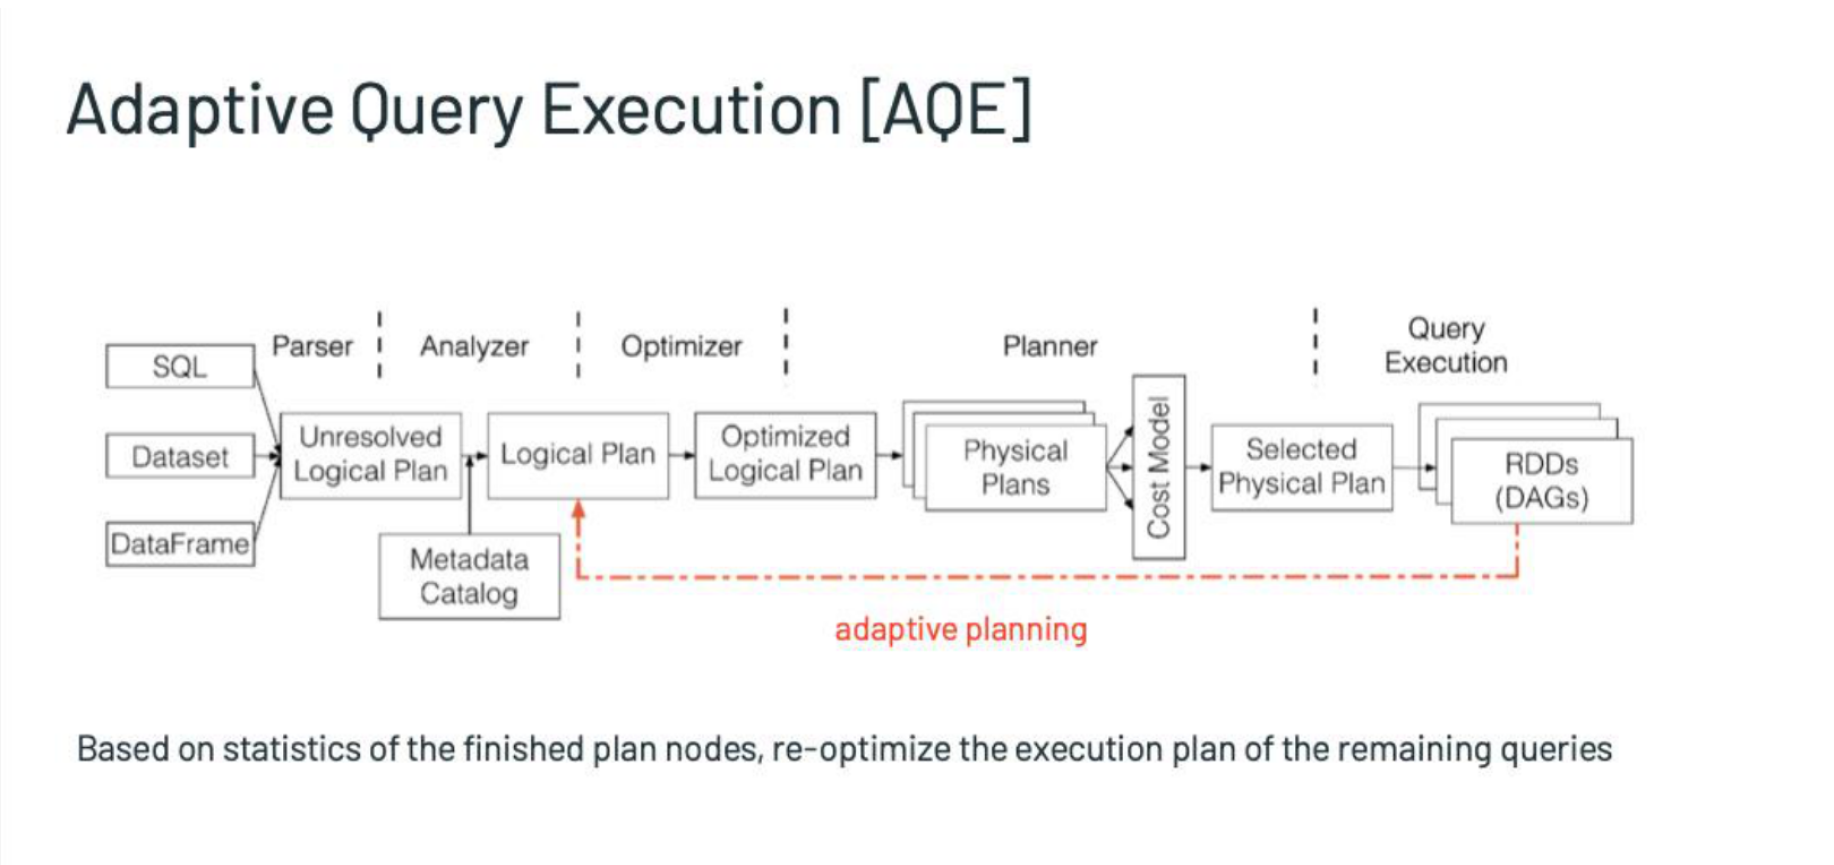 Adaptive Query Execution [AQE]
Parser
Analyzer
Optimizer
Planner
Query
Execution
SQL
Dataset
DataFrame
Unresolved
Logical Plan
Metadata
Catalog
Logical Plan
Optimized
Logical Plan
Physical
Plans
Cost Model
Selected
Physical Plan
RDDs
(DAGs)
adaptive planning
Based on statistics of the finished plan nodes, re-optimize the execution plan of the remaining queries